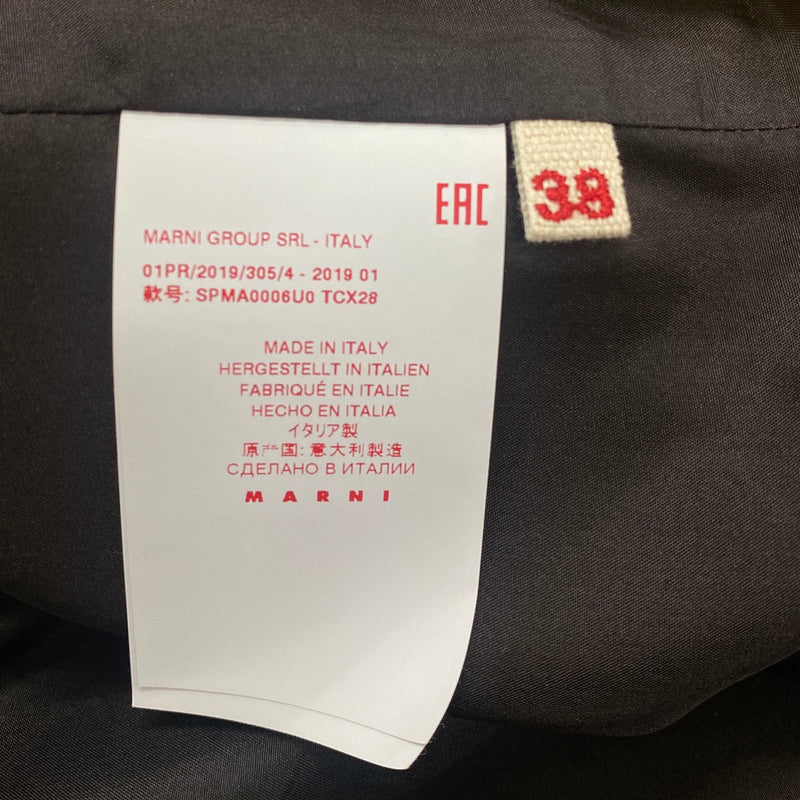 EAC
38
MARNI GROUP SRL - ITALY
01PR/2019/305/4 - 2019 01
款号: SPMA0006U0 TCX28
MADE IN ITALY
HERGESTELLT IN ITALIEN
FABRIQUÉ EN ITALIE
HECHO EN ITALIA
イタリア製
原产国: 意大利製造
СДЕЛАНО В ИТАЛИИ
MARNI